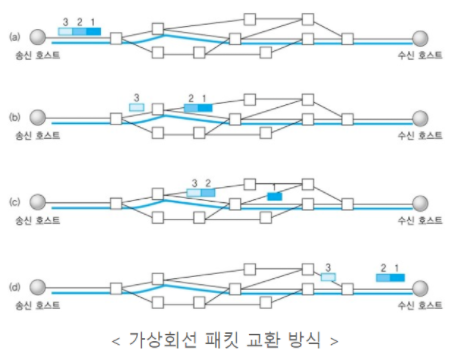 3 2 1
(a)
송신 호스트 수신 호스트
3 2 1
(b)
송신 호스트 수신 호스트
3 2 1
(c)
송신 호스트 수신 호스트
3 2 1
(d)
송신 호스트 수신 호스트
< 가상회선 패킷 교환 방식 >